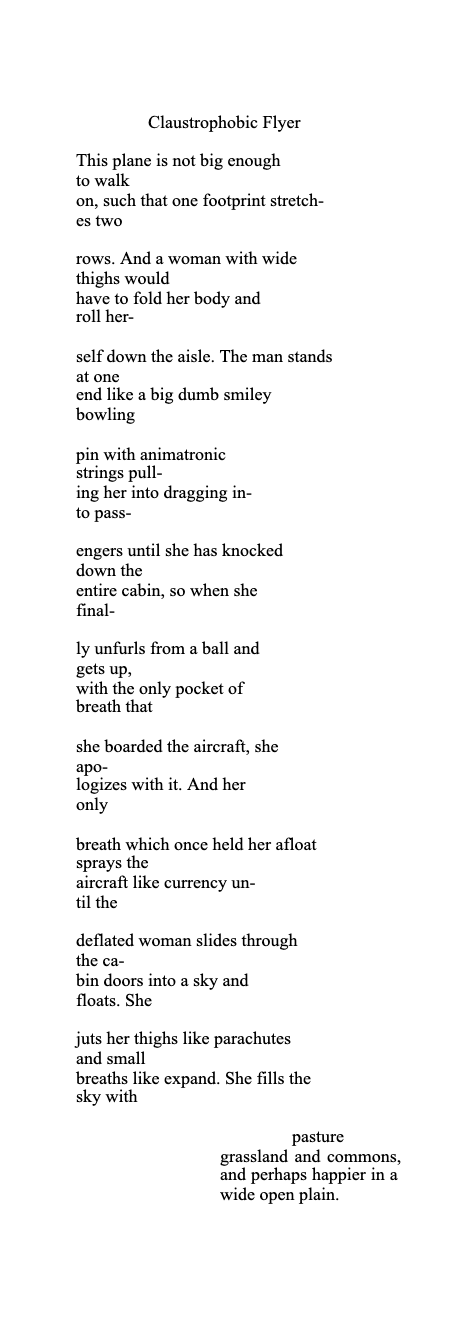 Claustrophobic Flyer
This plane is not big enough
to walk
on, such that one footprint stretch-
es two
rows. And a woman with wide
thighs would
have to fold her body and
roll her-
self down the aisle. The man stands
at one
end like a big dumb smiley
bowling
pin with animatronic
strings pull-
ing her into dragging in-
to pass-
engers until she has knocked
down the
entire cabin, so when she
final-
ly unfurls from a ball and
gets up,
with the only pocket of
breath that
she boarded the aircraft, she
apo-
logizes with it. And her
only
breath which once held her afloat
sprays the
aircraft like currency un-
til the
deflated woman slides through
the ca-
bin doors into a sky and
floats. She
juts her thighs like parachutes
and small
breaths like expand. She fills the
sky with
pasture
grassland and commons,
and perhaps happier in a
wide open plain.